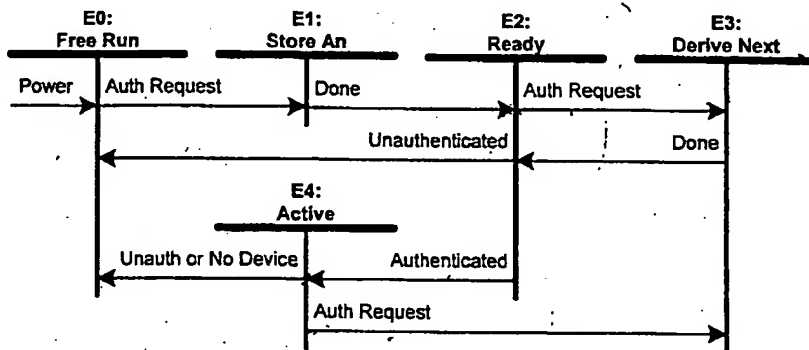 E0:
Free Run
E1:
Store An
E2:
Ready
E3:
Derive Next
Power
Auth Request
Done
Auth Request
Unauthenticated
Done
E4:
Active
Unauth or No Device
Authenticated
Auth Request